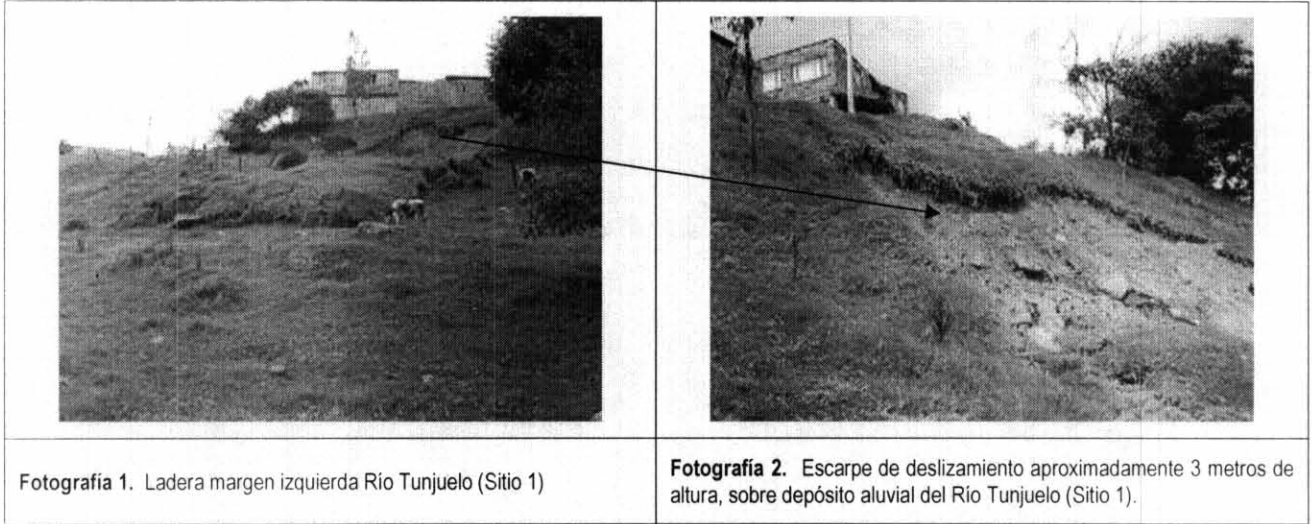 Fotografía 1. Ladera margen izquierda Río Tunjuelo (Sitio 1)
Fotografía 2. Escarpe de deslizamiento aproximadamente 3 metros de
altura, sobre depósito aluvial del Río Tunjuelo (Sitio 1).